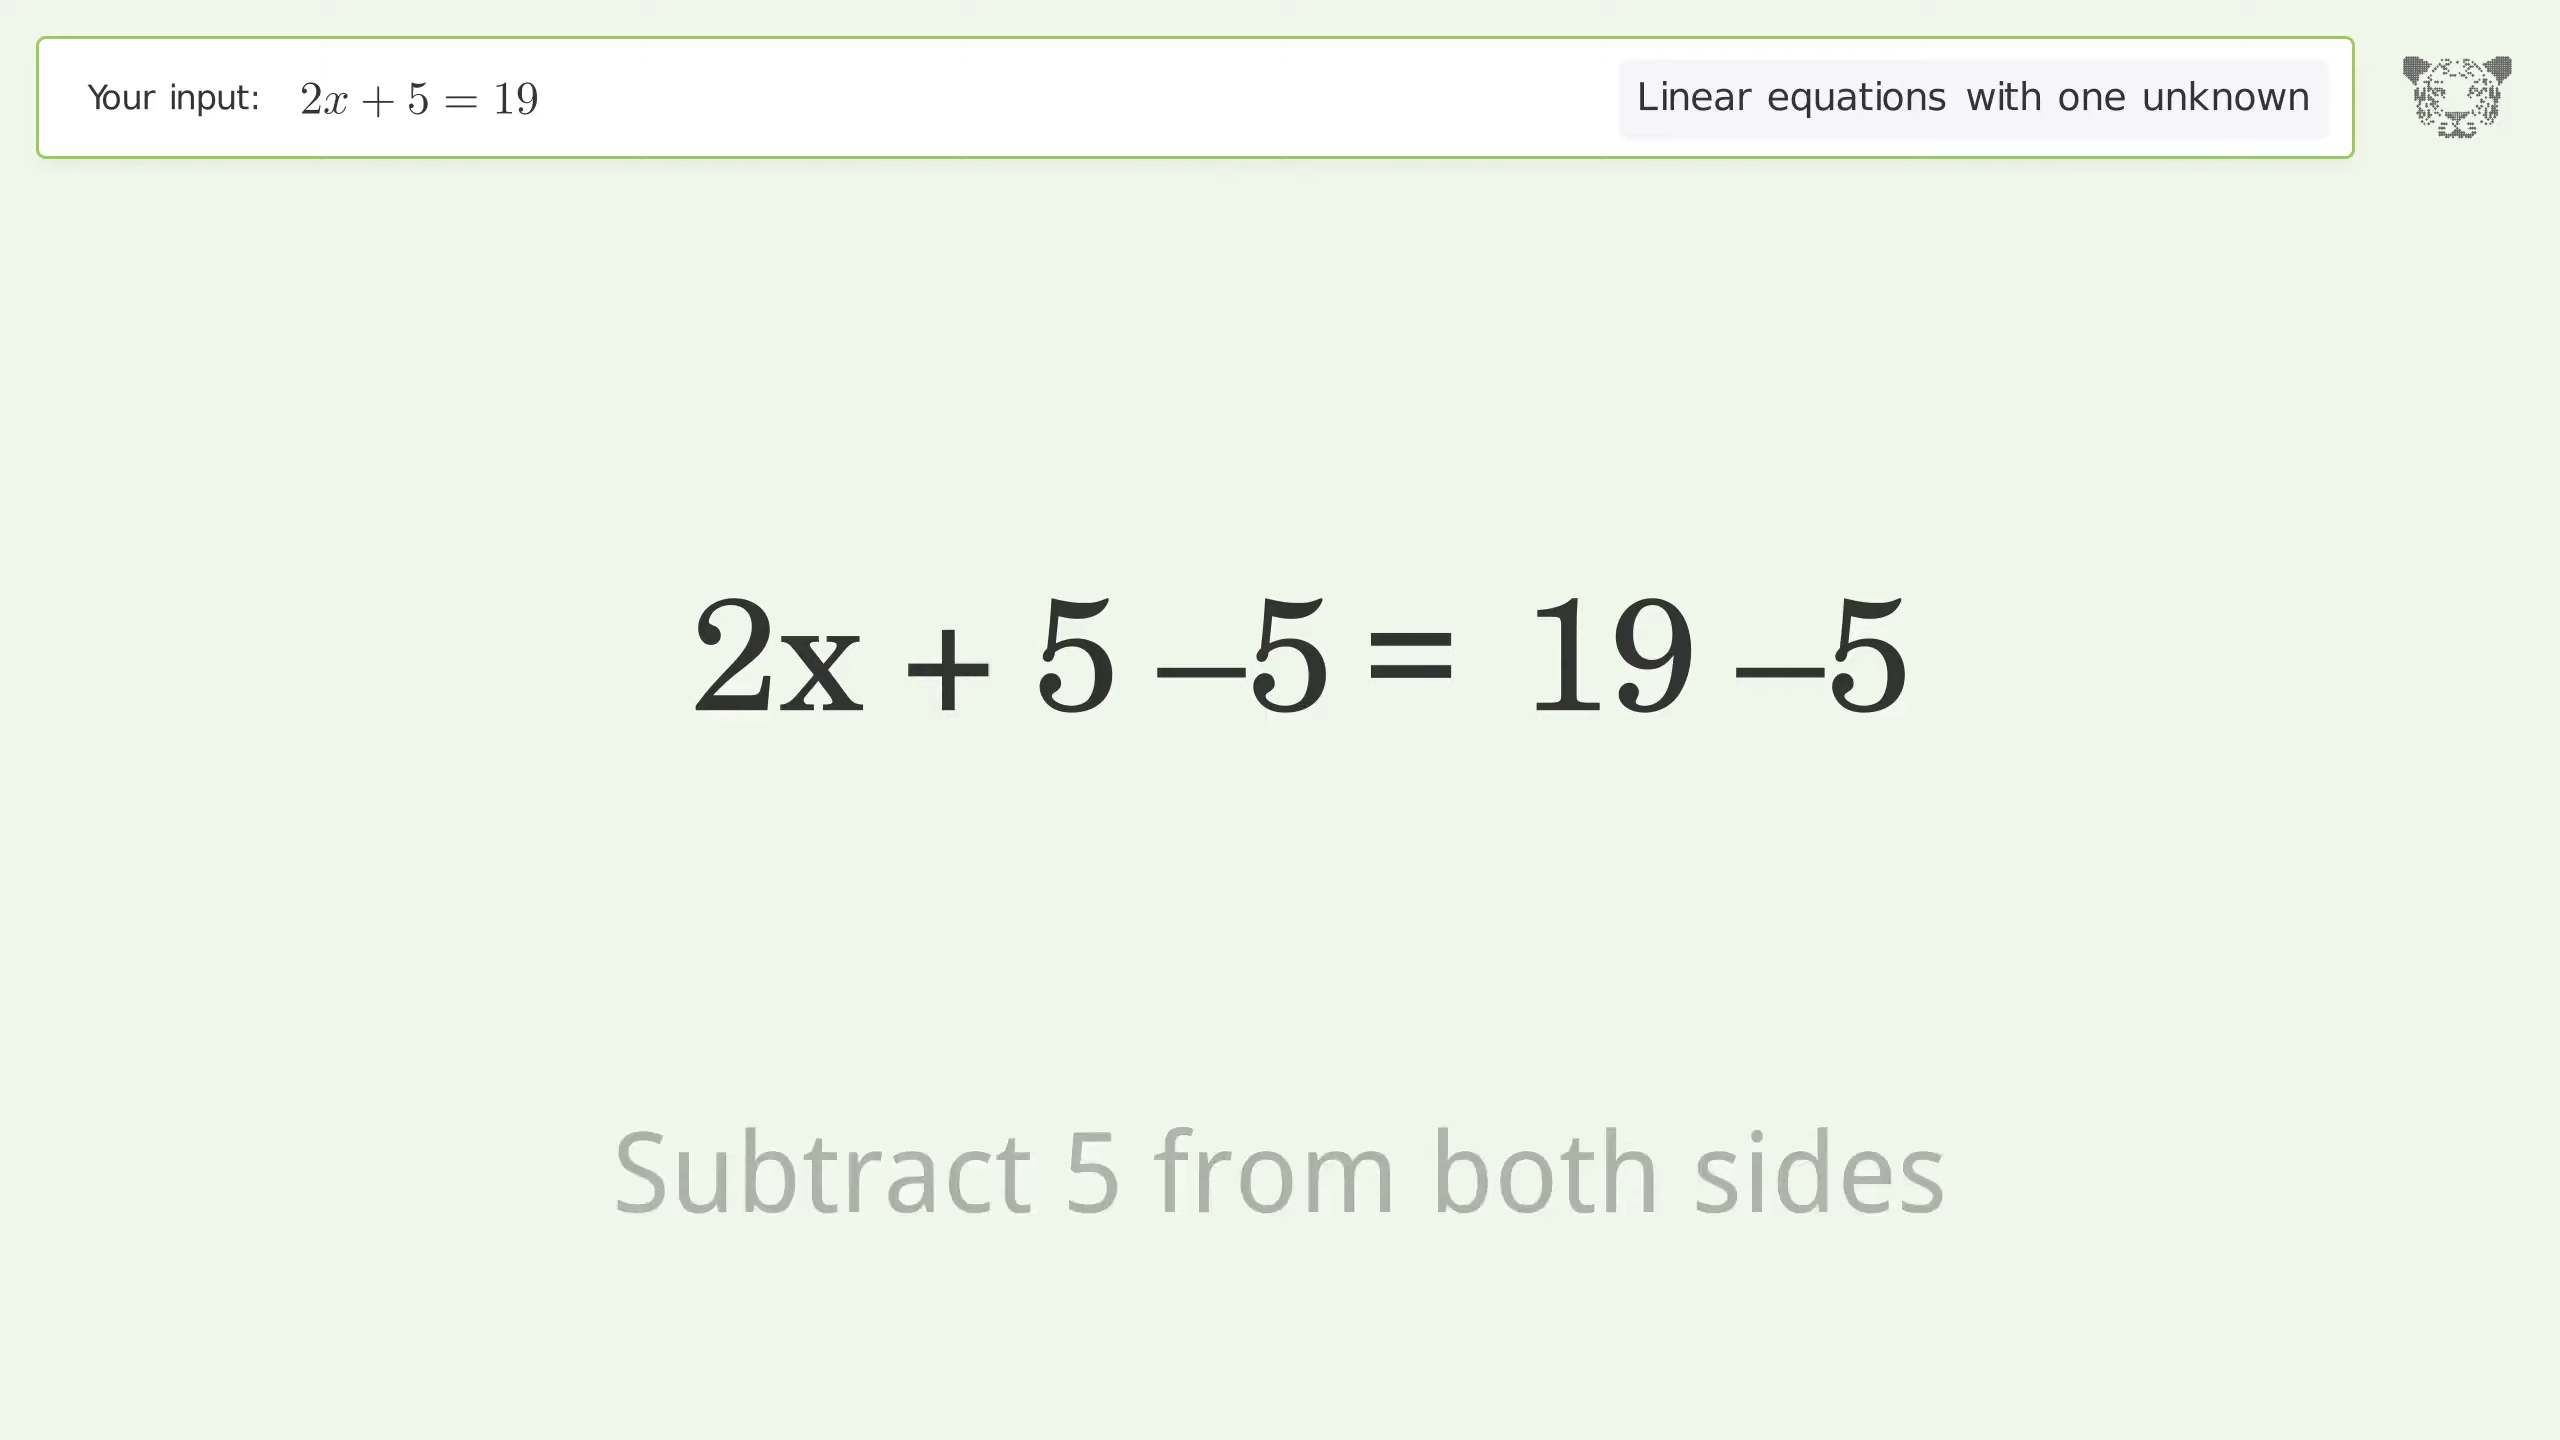 Your input: 2x + 5 = 19
Linear equations with one unknown
2x + 5 –5 = 19 –5
Subtract 5 from both sides